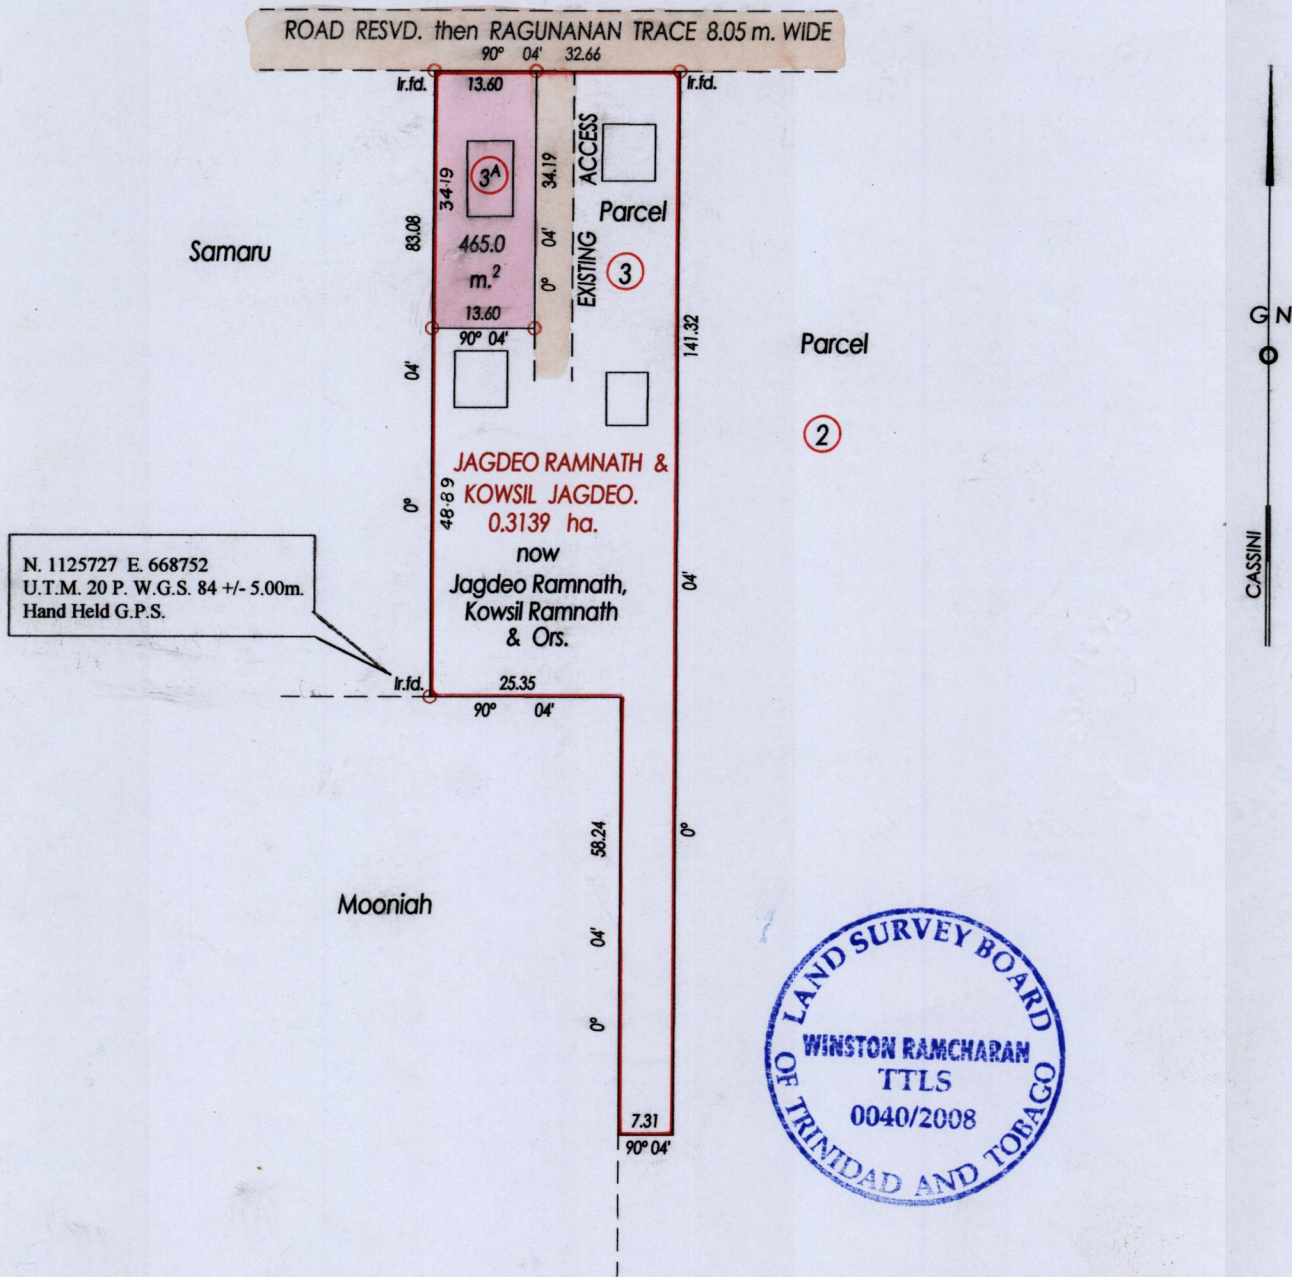 ROAD RESVD. then RAGUNANAN TRACE 8.05 m. WIDE
90° 04' 32.66
Ir.fd.
13.60
Ir.fd.
3A
34·19
83.08
34.19
04'
0°
EXISTING ACCESS
Parcel
3
465.0
m.²
13.60
90° 04'
Samaru
141.32
Parcel
2
G N
CASSINI
04'
0°
48·89
JAGDEO RAMNATH &
KOWSIL JAGDEO.
0.3139 ha.
now
Jagdeo Ramnath,
Kowsil Ramnath
& Ors.
04'
0°
N. 1125727 E. 668752
U.T.M. 20 P. W.G.S. 84 +/- 5.00m.
Hand Held G.P.S.
Ir.fd.
25.35
90° 04'
58.24
04'
0°
Mooniah
7.31
90° 04'
LAND SURVEY BOARD
WINSTON RAMCHARAN
TTLS
0040/2008
OF TRINIDAD AND TOBAGO